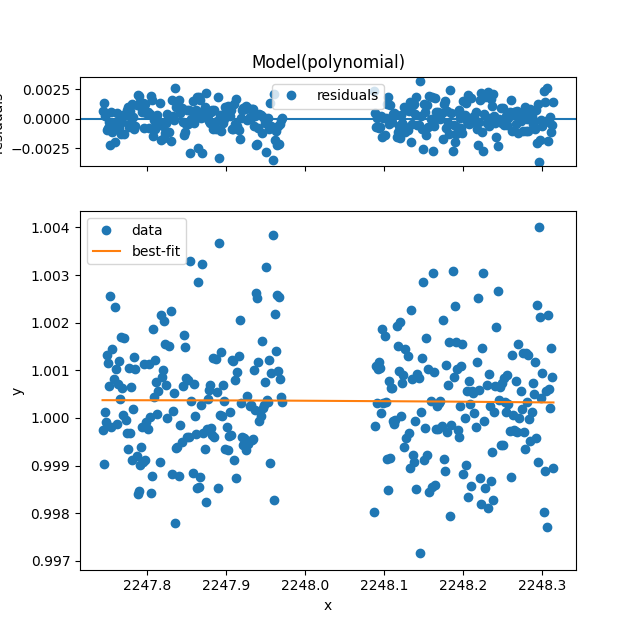 Model(polynomial)
residuals
0.0025
0.0000
−0.0025
residuals
data
best-fit
1.004
1.003
1.002
1.001
1.000
0.999
0.998
0.997
y
2247.8
2247.9
2248.0
2248.1
2248.2
2248.3
x